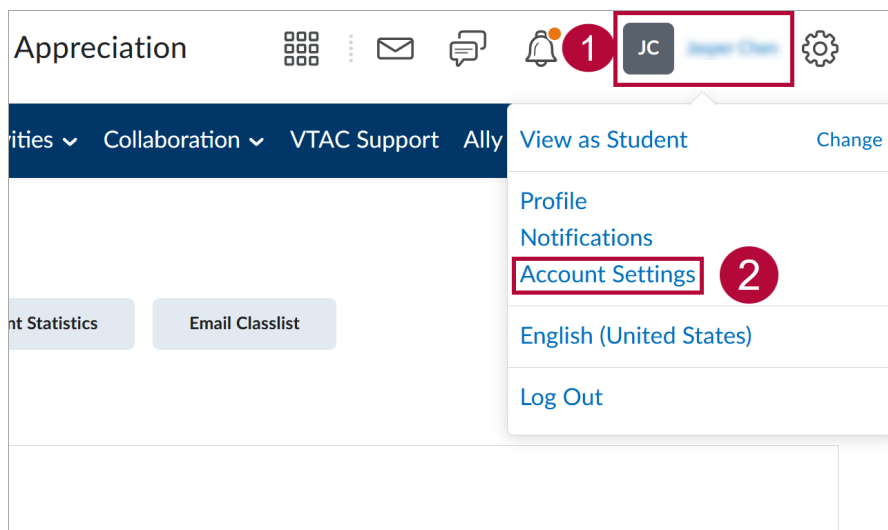 Appreciation
1
JC
vities
Collaboration
VTAC Support
Ally
View as Student
Change
Profile
Notifications
Account Settings
2
nt Statistics
Email Classlist
English (United States)
Log Out